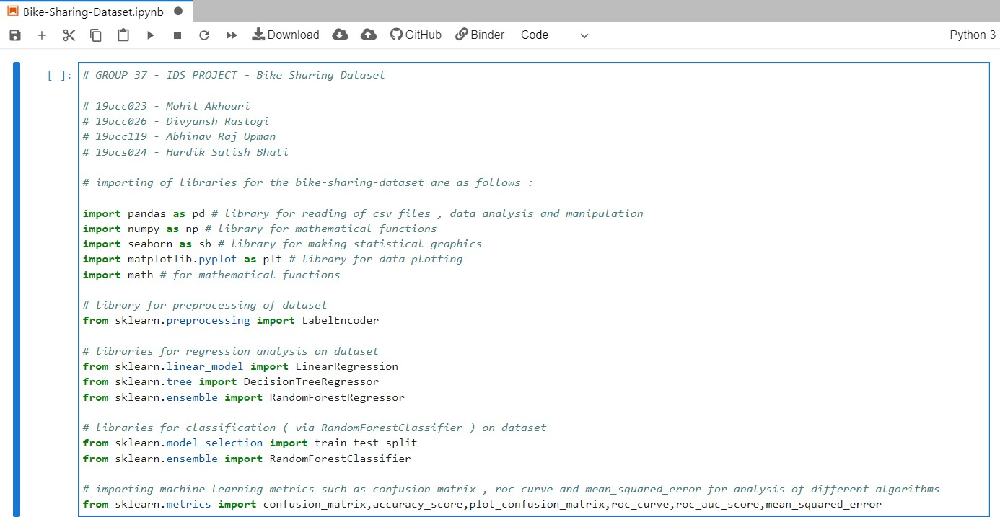 Bike-Sharing-Dataset.ipynb
Download GitHub Binder Code Python 3
[ ]: # GROUP 37 - IDS PROJECT - Bike Sharing Dataset
# 19ucc023 - Mohit Akhouri
# 19ucc026 - Divyansh Rastogi
# 19ucc119 - Abhinav Raj Upman
# 19ucs024 - Hardik Satish Bhati
# importing of libraries for the bike-sharing-dataset are as follows :
import pandas as pd # library for reading of csv files , data analysis and manipulation
import numpy as np # library for mathematical functions
import seaborn as sb # library for making statistical graphics
import matplotlib.pyplot as plt # library for data plotting
import math # for mathematical functions
# library for preprocessing of dataset
from sklearn.preprocessing import LabelEncoder
# libraries for regression analysis on dataset
from sklearn.linear_model import LinearRegression
from sklearn.tree import DecisionTreeRegressor
from sklearn.ensemble import RandomForestRegressor
# libraries for classification ( via RandomForestClassifier ) on dataset
from sklearn.model_selection import train_test_split
from sklearn.ensemble import RandomForestClassifier
# importing machine learning metrics such as confusion matrix , roc curve and mean_squared_error for analysis of different algorithms
from sklearn.metrics import confusion_matrix,accuracy_score,plot_confusion_matrix,roc_curve,roc_auc_score,mean_squared_error